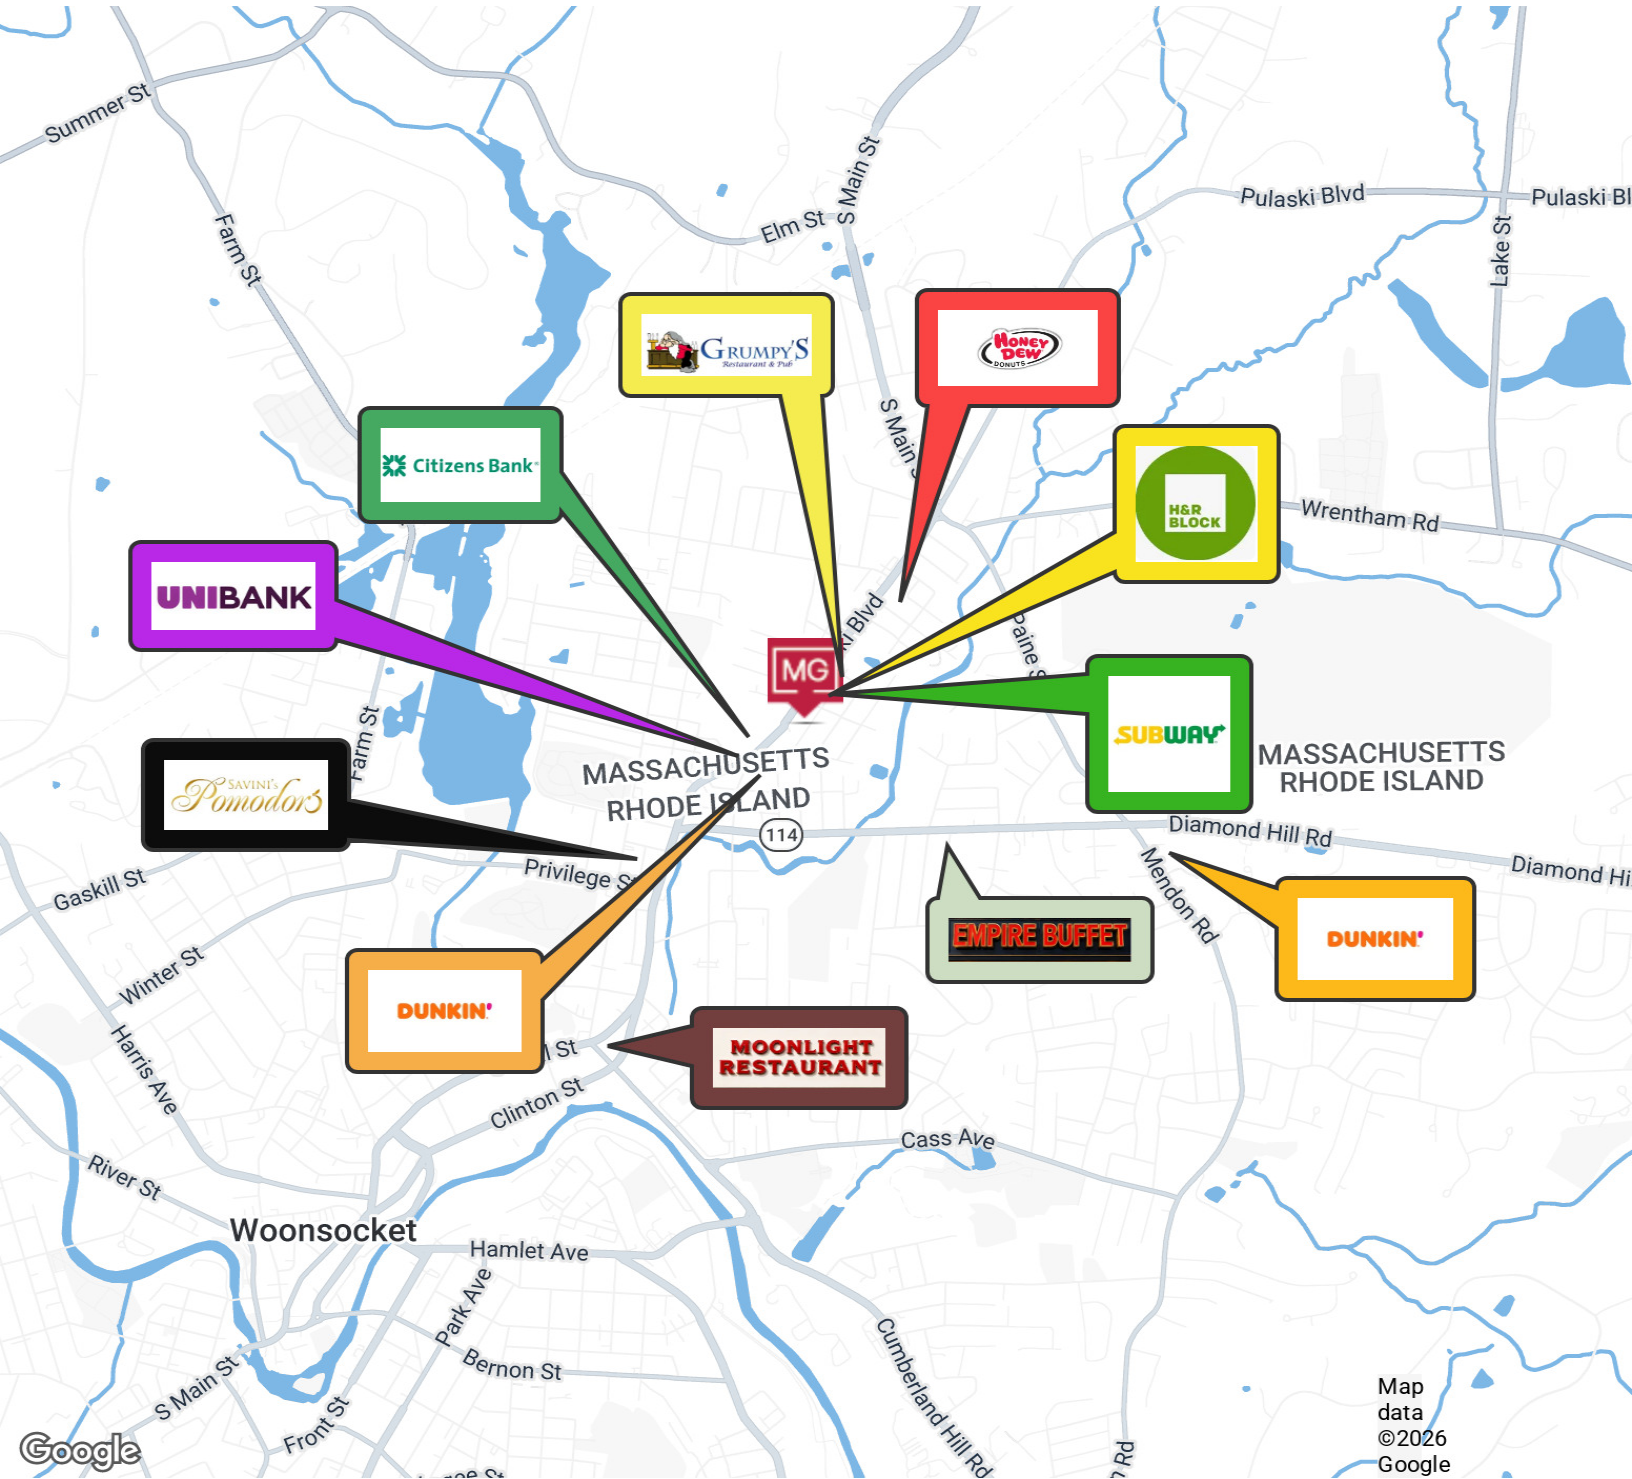 Summer St
Farm St
S Main St
Elm St
Pulaski Blvd
Pulaski Bl
Lake St
GRUMPY'S
Restaurant & Pub
HONEY
DEW
DONUTS
S Main S
Citizens Bank
H&R
BLOCK
Wrentham Rd
UNIBANK
ki Blvd
Paine S
MG
SUBWAY
Farm St
MASSACHUSETTS
RHODE ISLAND
MASSACHUSETTS
RHODE ISLAND
SAVINI'S
Pomodoro
114
Diamond Hill Rd
Diamond Hi
Privilege St
Gaskill St
Mendon Rd
EMPIRE BUFFET
DUNKIN'
Winter St
DUNKIN'
l St
MOONLIGHT
RESTAURANT
Harris Ave
Clinton St
Cass Ave
River St
Woonsocket
Hamlet Ave
Park Ave
Bernon St
Cumberland Hill Rd
S Main St
Front St
n Rd
Map
data
©2026
Google
Google